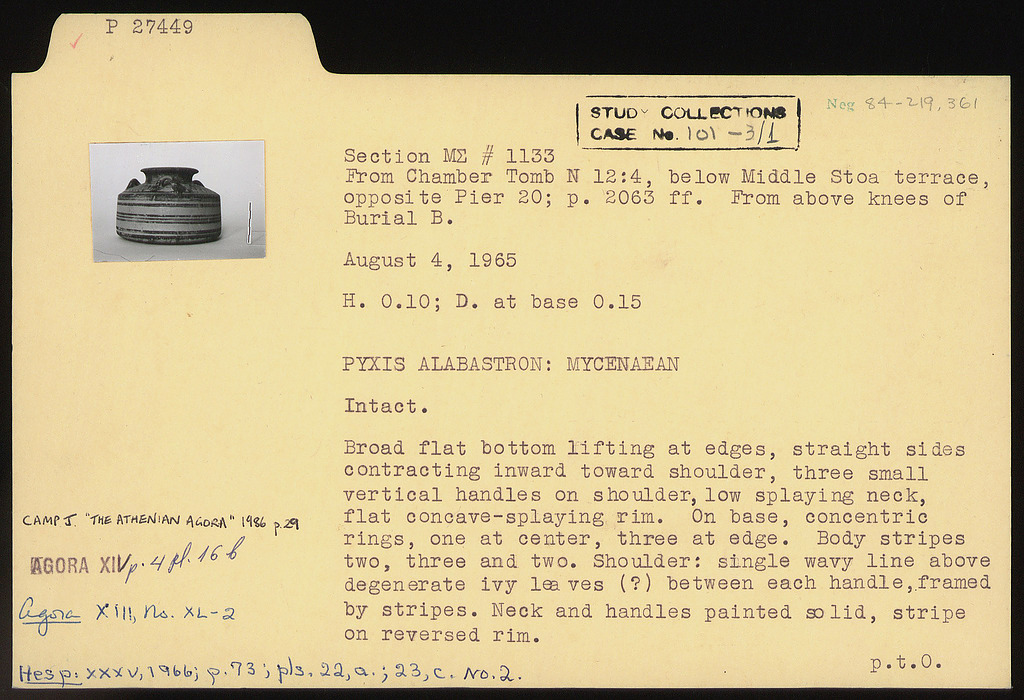 P 27449
Neg 84-219, 361
STUDY COLLECTIONS
CASE No. 101-3/1
Section ΜΣ # 1133
From Chamber Tomb N 12:4, below Middle Stoa terrace,
opposite Pier 20; p. 2063 ff. From above knees of
Burial B.
August 4, 1965
H. 0.10; D. at base 0.15
PYXIS ALABASTRON: MYCENAEAN
Intact.
Broad flat bottom lifting at edges, straight sides
contracting inward toward shoulder, three small
vertical handles on shoulder, low splaying neck,
flat concave-splaying rim. On base, concentric
rings, one at center, three at edge. Body stripes
two, three and two. Shoulder: single wavy line above
degenerate ivy leaves (?) between each handle, framed
by stripes. Neck and handles painted solid, stripe
on reversed rim.
p.t.O.
CAMP J. "THE ATHENIAN AGORA" 1986 p.29
AGORA XIV p. 4 pl. 16 b
Agora XIII, No. XL-2
Hesp: XXXV, 1966; p. 73; pls. 22, a.; 23, c. No. 2.